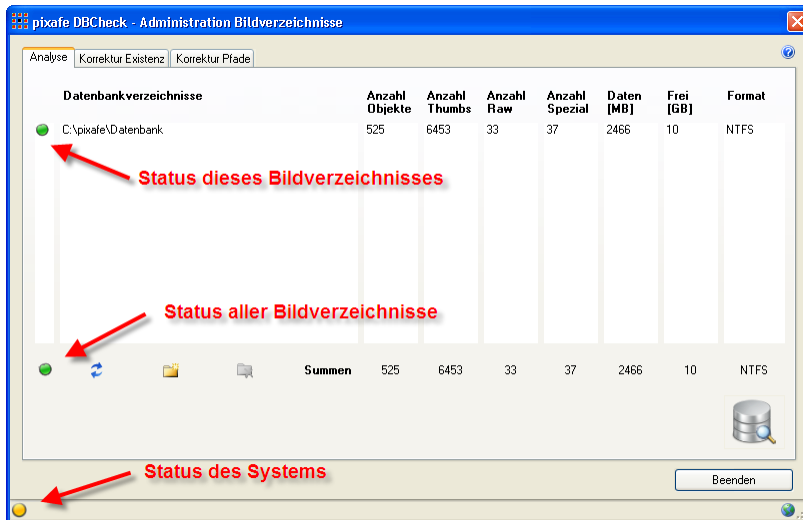 pixafe DBCheck - Administration Bildverzeichnisse
Analyse Korrektur Existenz Korrektur Pfade
Datenbankverzeichnisse Anzahl Objekte Anzahl Thumbs Anzahl Raw Anzahl Spezial Daten [MB] Frei [GB] Format
C:\pixafe\Datenbank 525 6453 33 37 2466 10 NTFS
Status dieses Bildverzeichnisses
Status aller Bildverzeichnisse
Summen 525 6453 33 37 2466 10 NTFS
Status des Systems
Beenden